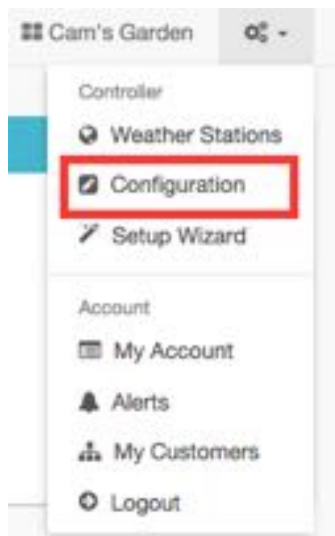 Cam's Garden
Controller
Weather Stations
Configuration
Setup Wizard
Account
My Account
Alerts
My Customers
Logout